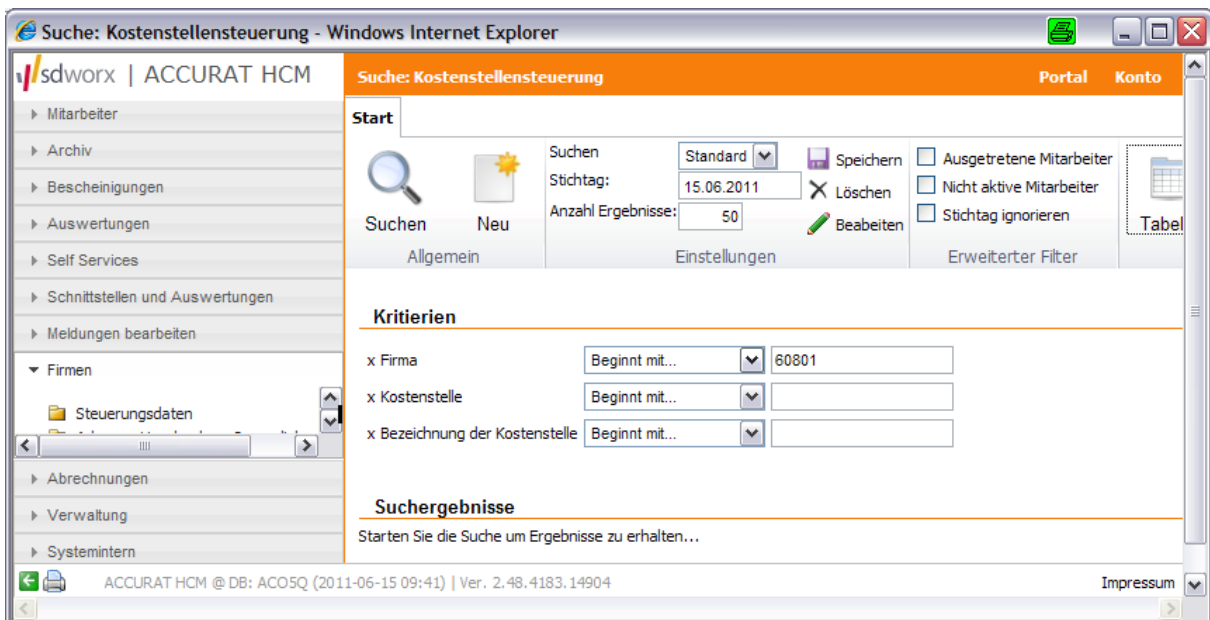 Suche: Kostenstellensteuerung - Windows Internet Explorer
sdworx | ACCURAT HCM
Suche: Kostenstellensteuerung
Portal
Konto
Mitarbeiter
Archiv
Bescheinigungen
Auswertungen
Self Services
Schnittstellen und Auswertungen
Meldungen bearbeiten
Firmen
Steuerungsdaten
Abrechnungen
Verwaltung
Systemintern
Start
Suchen
Neu
Allgemein
Suchen Standard
Stichtag: 15.06.2011
Anzahl Ergebnisse: 50
Speichern
Löschen
Beabeiten
Einstellungen
Ausgetretene Mitarbeiter
Nicht aktive Mitarbeiter
Stichtag ignorieren
Erweiterter Filter
Tabel
Kritierien
x Firma Beginnt mit... 60801
x Kostenstelle Beginnt mit...
x Bezeichnung der Kostenstelle Beginnt mit...
Suchergebnisse
Starten Sie die Suche um Ergebnisse zu erhalten...
ACCURAT HCM @ DB: ACO5Q (2011-06-15 09:41) | Ver. 2.48.4183.14904
Impressum